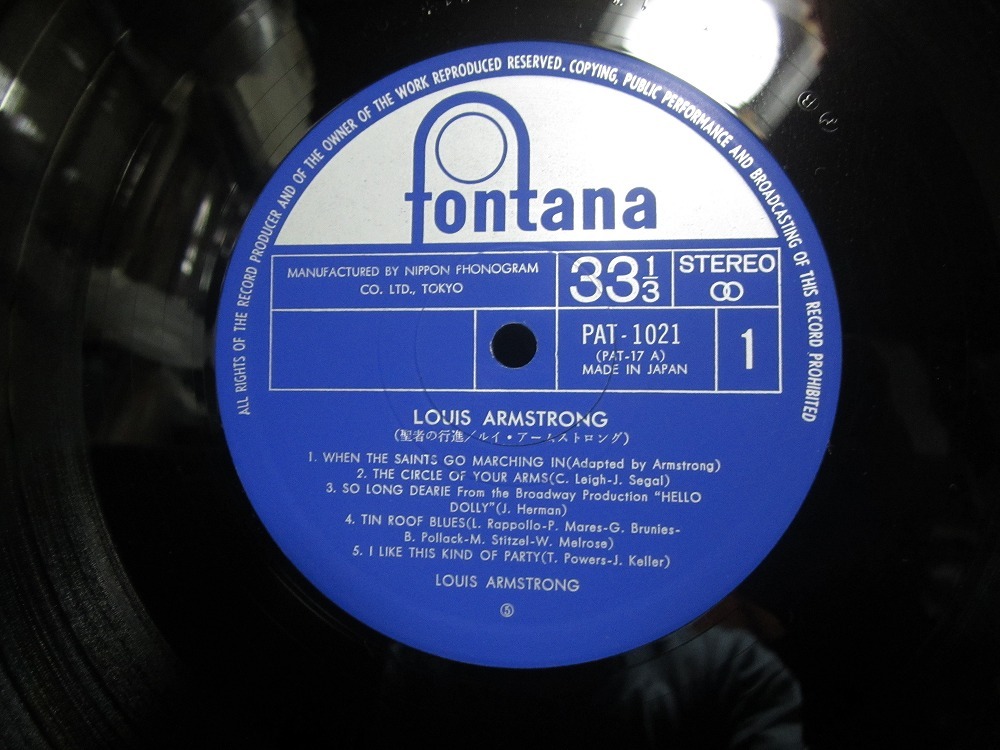 ALL RIGHTS OF THE RECORD PRODUCER AND OF THE OWNER OF THE WORK REPRODUCED RESERVED. COPYING, PUBLIC PERFORMANCE AND BROADCASTING OF THIS RECORD PROHIBITED
fontana
MANUFACTURED BY NIPPON PHONOGRAM
CO. LTD., TOKYO
33 1/3
STEREO
PAT-1021
(PAT-17 A)
MADE IN JAPAN
1
LOUIS ARMSTRONG
(聖者の行進/ルイ・アームストロング)
1. WHEN THE SAINTS GO MARCHING IN(Adapted by Armstrong)
2. THE CIRCLE OF YOUR ARMS(C. Leigh-J. Segal)
3. SO LONG DEARIE From the Broadway Production "HELLO
DOLLY"(J. Herman)
4. TIN ROOF BLUES(L. Rappollo-P. Mares-G. Brunies-
B. Pollack-M. Stitzel-W. Melrose)
5. I LIKE THIS KIND OF PARTY(T. Powers-J. Keller)
LOUIS ARMSTRONG
⑤